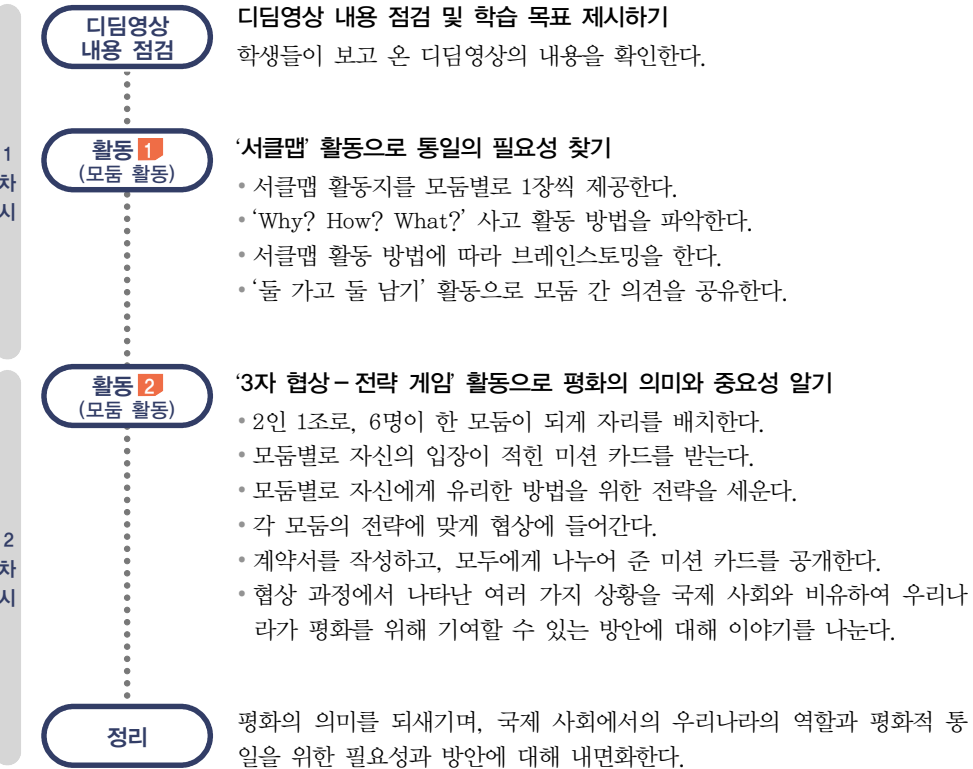 디딤영상
내용 점검
디딤영상 내용 점검 및 학습 목표 제시하기
학생들이 보고 온 디딤영상의 내용을 확인한다.
1
차
시
활동 1
(모둠 활동)
‘서클맵’ 활동으로 통일의 필요성 찾기
• 서클맵 활동지를 모둠별로 1장씩 제공한다.
• ‘Why? How? What?’ 사고 활동 방법을 파악한다.
• 서클맵 활동 방법에 따라 브레인스토밍을 한다.
• ‘둘 가고 둘 남기’ 활동으로 모둠 간 의견을 공유한다.
2
차
시
활동 2
(모둠 활동)
‘3자 협상 – 전략 게임’ 활동으로 평화의 의미와 중요성 알기
• 2인 1조로, 6명이 한 모둠이 되게 자리를 배치한다.
• 모둠별로 자신의 입장이 적힌 미션 카드를 받는다.
• 모둠별로 자신에게 유리한 방법을 위한 전략을 세운다.
• 각 모둠의 전략에 맞게 협상에 들어간다.
• 계약서를 작성하고, 모두에게 나누어 준 미션 카드를 공개한다.
• 협상 과정에서 나타난 여러 가지 상황을 국제 사회와 비유하여 우리나
라가 평화를 위해 기여할 수 있는 방안에 대해 이야기를 나눈다.
정리
평화의 의미를 되새기며, 국제 사회에서의 우리나라의 역할과 평화적 통
일을 위한 필요성과 방안에 대해 내면화한다.